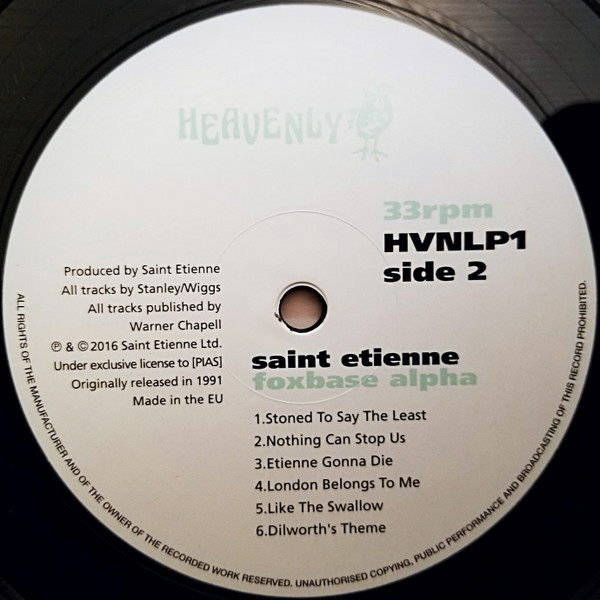 HEAVENLY
33rpm
HVNLP1
side 2
Produced by Saint Etienne
All tracks by Stanley/Wiggs
All tracks published by
Warner Chapell
℗ & © 2016 Saint Etienne Ltd.
Under exclusive license to [PIAS]
Originally released in 1991
Made in the EU
saint etienne
foxbase alpha
1.Stoned To Say The Least
2.Nothing Can Stop Us
3.Etienne Gonna Die
4.London Belongs To Me
5.Like The Swallow
6.Dilworth's Theme
ALL RIGHTS OF THE MANUFACTURER AND OF THE OWNER OF THE RECORDED WORK RESERVED. UNAUTHORISED COPYING, PUBLIC PERFORMANCE AND BROADCASTING OF THIS RECORD PROHIBITED.